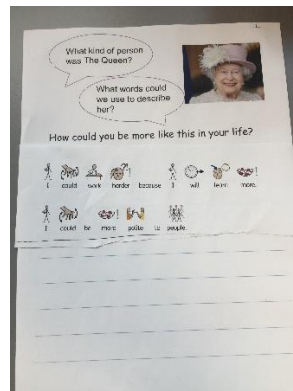 What kind of person
was The Queen?
What words could
we use to describe
her?
How could you be more like this in your life?
I could work harder because I will learn more.
I could be more polite to people.